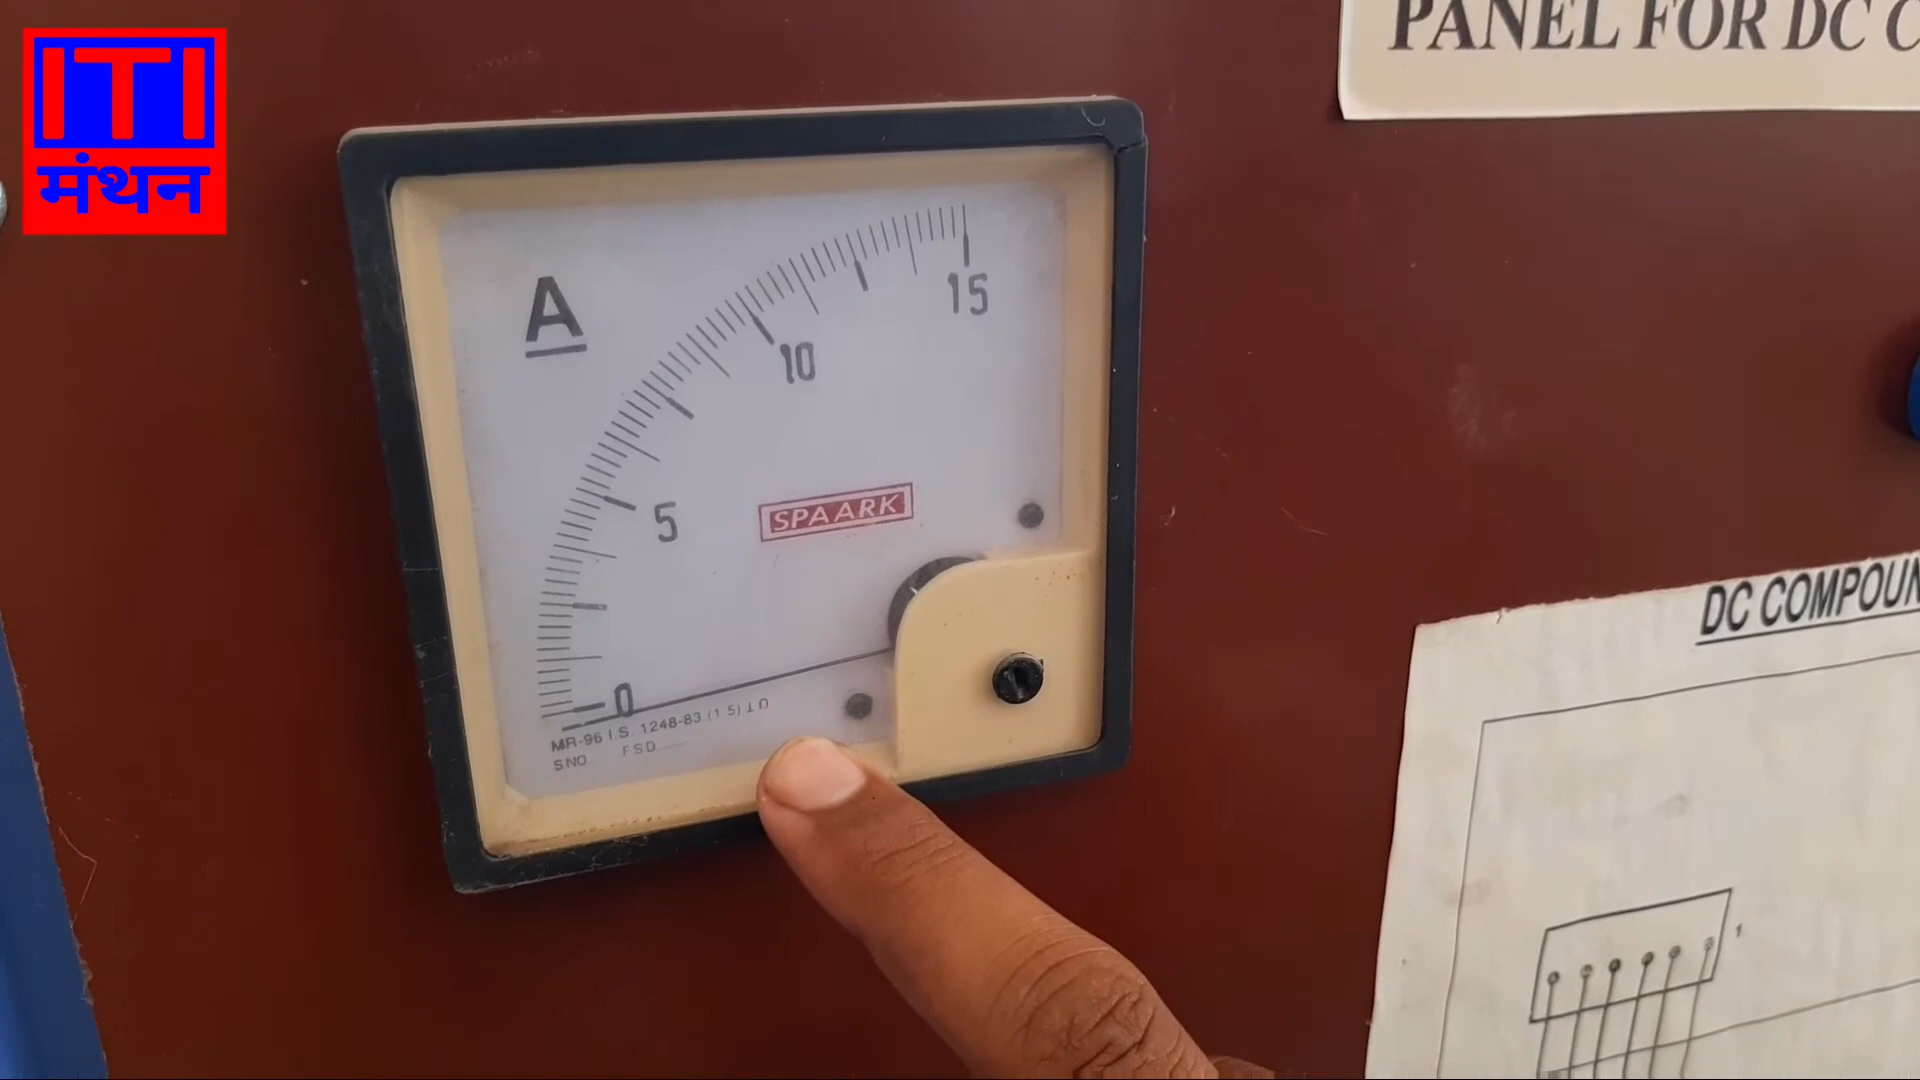 ITI
मंथन
PANEL FOR DC C
A
15
10
5
0
SPAARK
MR-96 I.S. 1248-83 (1.5)
S.NO. F.S.D.
DC COMPOUN
1